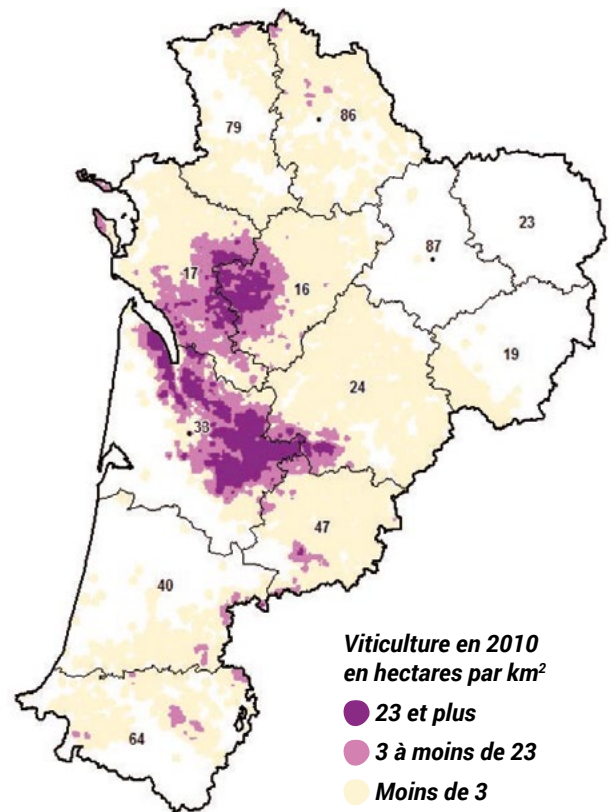 79
86
23
87
17
16
19
24
33
47
40
64
Viticulture en 2010
en hectares par km²
23 et plus
3 à moins de 23
Moins de 3